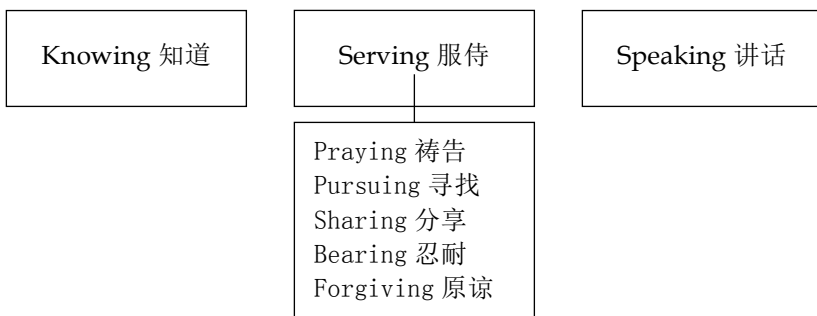 Knowing 知道
Serving 服侍
Speaking 讲话
Praying 祷告
Pursuing 寻找
Sharing 分享
Bearing 忍耐
Forgiving 原谅